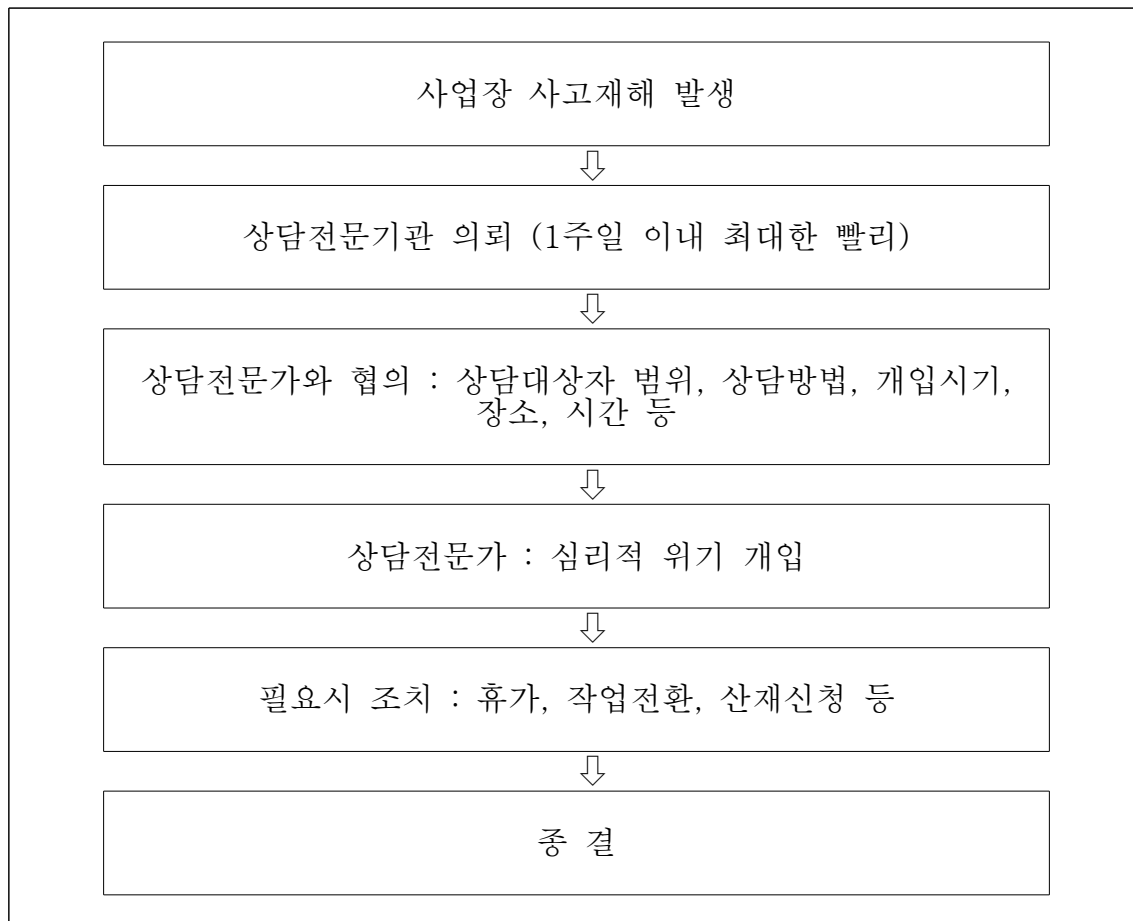 사업장 사고재해 발생
상담전문기관 의뢰 (1주일 이내 최대한 빨리)
상담전문가와 협의 : 상담대상자 범위, 상담방법, 개입시기,
장소, 시간 등
상담전문가 : 심리적 위기 개입
필요시 조치 : 휴가, 작업전환, 산재신청 등
종 결